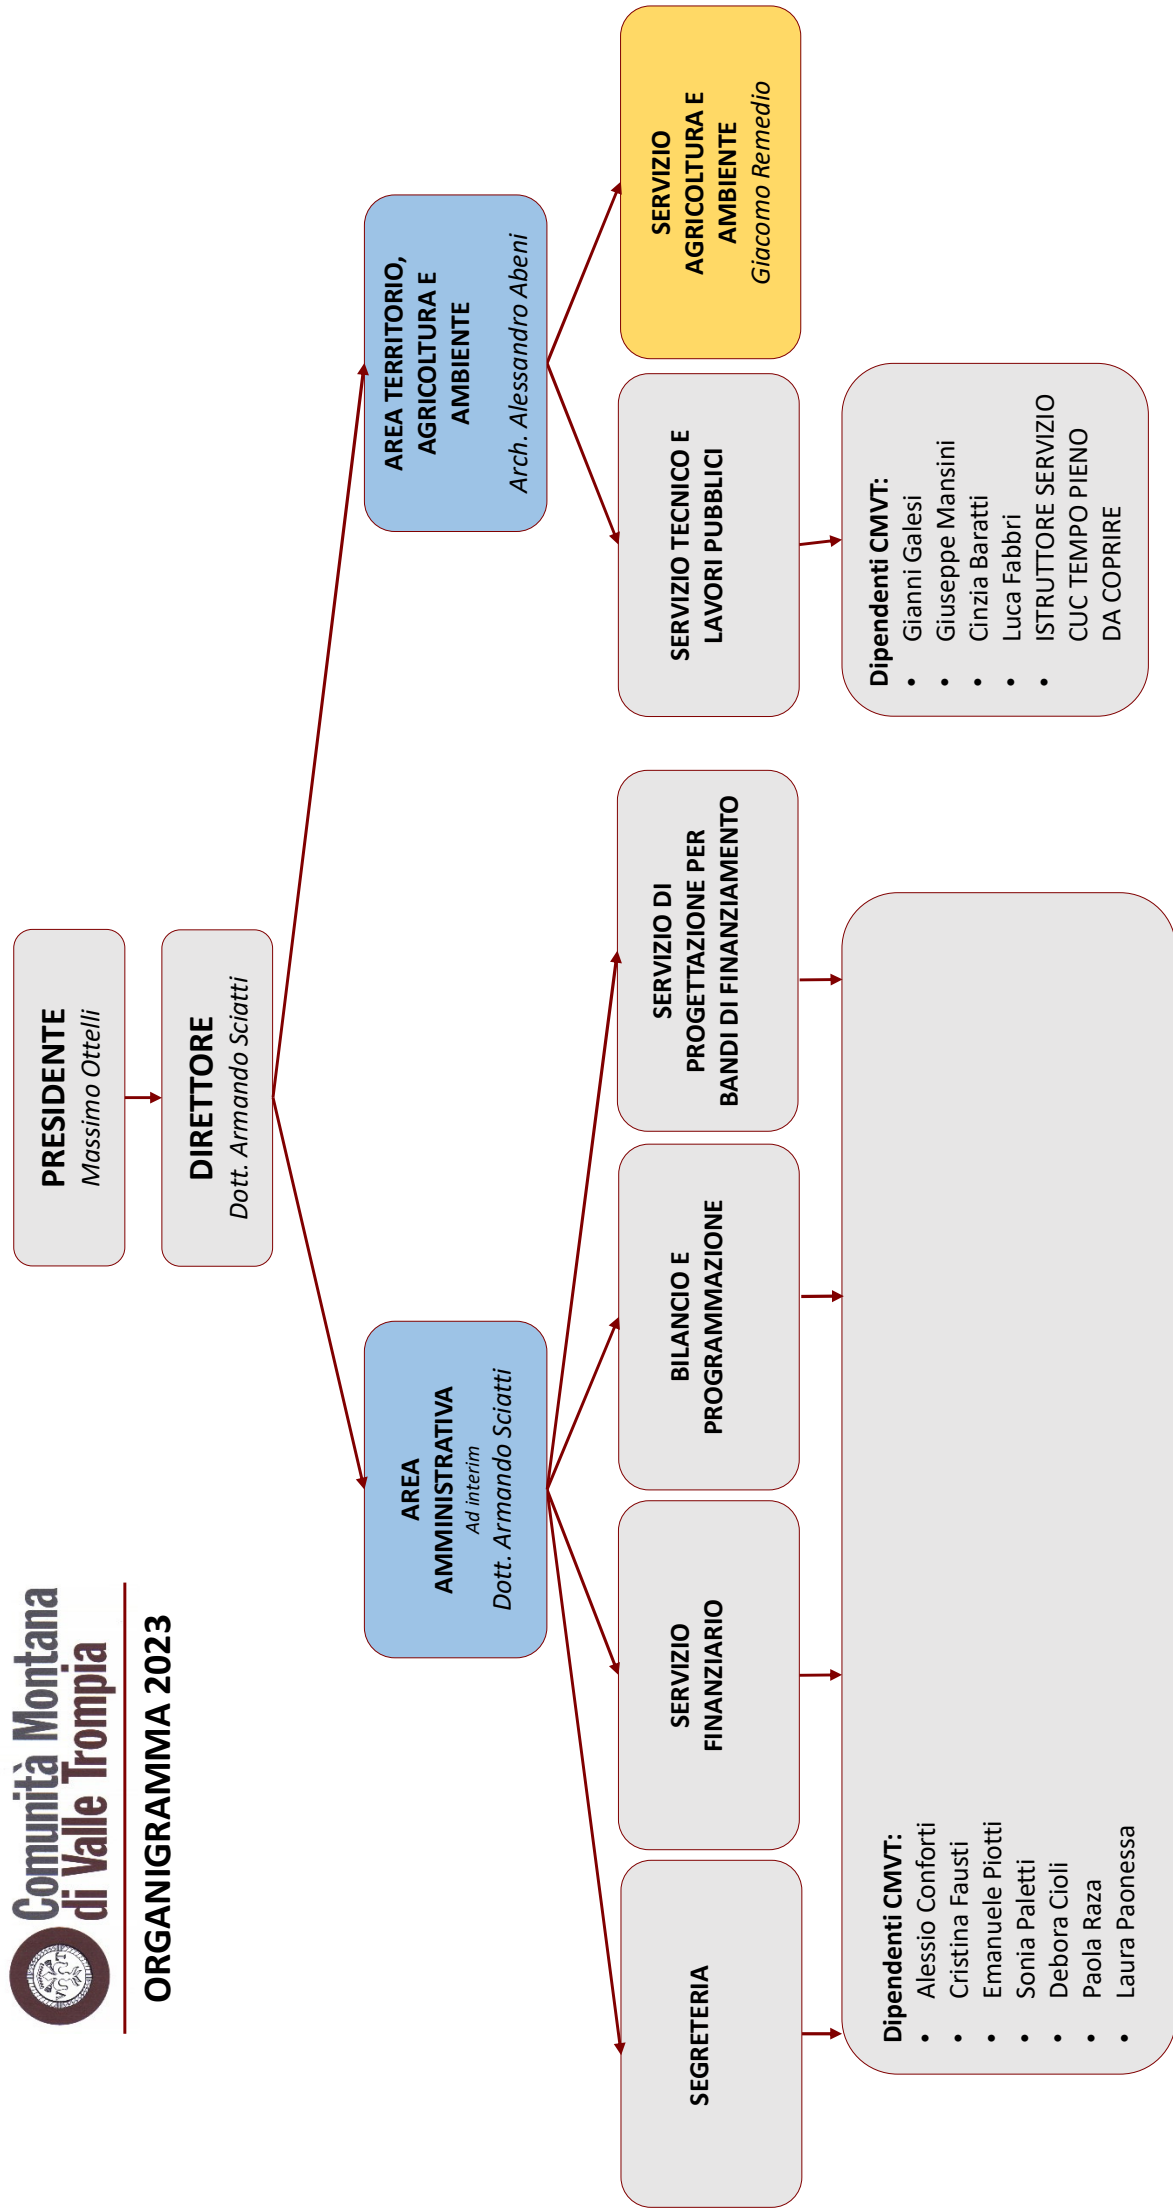 Comunità Montana
di Valle Trompia
ORGANIGRAMMA 2023
PRESIDENTE
Massimo Ottelli
DIRETTORE
Dott. Armando Sciatti
AREA
AMMINISTRATIVA
Ad interim
Dott. Armando Sciatti
AREA TERRITORIO,
AGRICOLTURA E
AMBIENTE
Arch. Alessandro Abeni
SEGRETERIA
SERVIZIO
FINANZIARIO
BILANCIO E
PROGRAMMAZIONE
SERVIZIO DI
PROGETTAZIONE PER
BANDI DI FINANZIAMENTO
SERVIZIO TECNICO E
LAVORI PUBBLICI
SERVIZIO
AGRICOLTURA E
AMBIENTE
Giacomo Remedio
Dipendenti CMVT:
• Alessio Conforti
• Cristina Fausti
• Emanuele Piotti
• Sonia Paletti
• Debora Cioli
• Paola Raza
• Laura Paonessa
Dipendenti CMVT:
• Gianni Galesi
• Giuseppe Mansini
• Cinzia Baratti
• Luca Fabbri
• ISTRUTTORE SERVIZIO
CUC TEMPO PIENO
DA COPRIRE